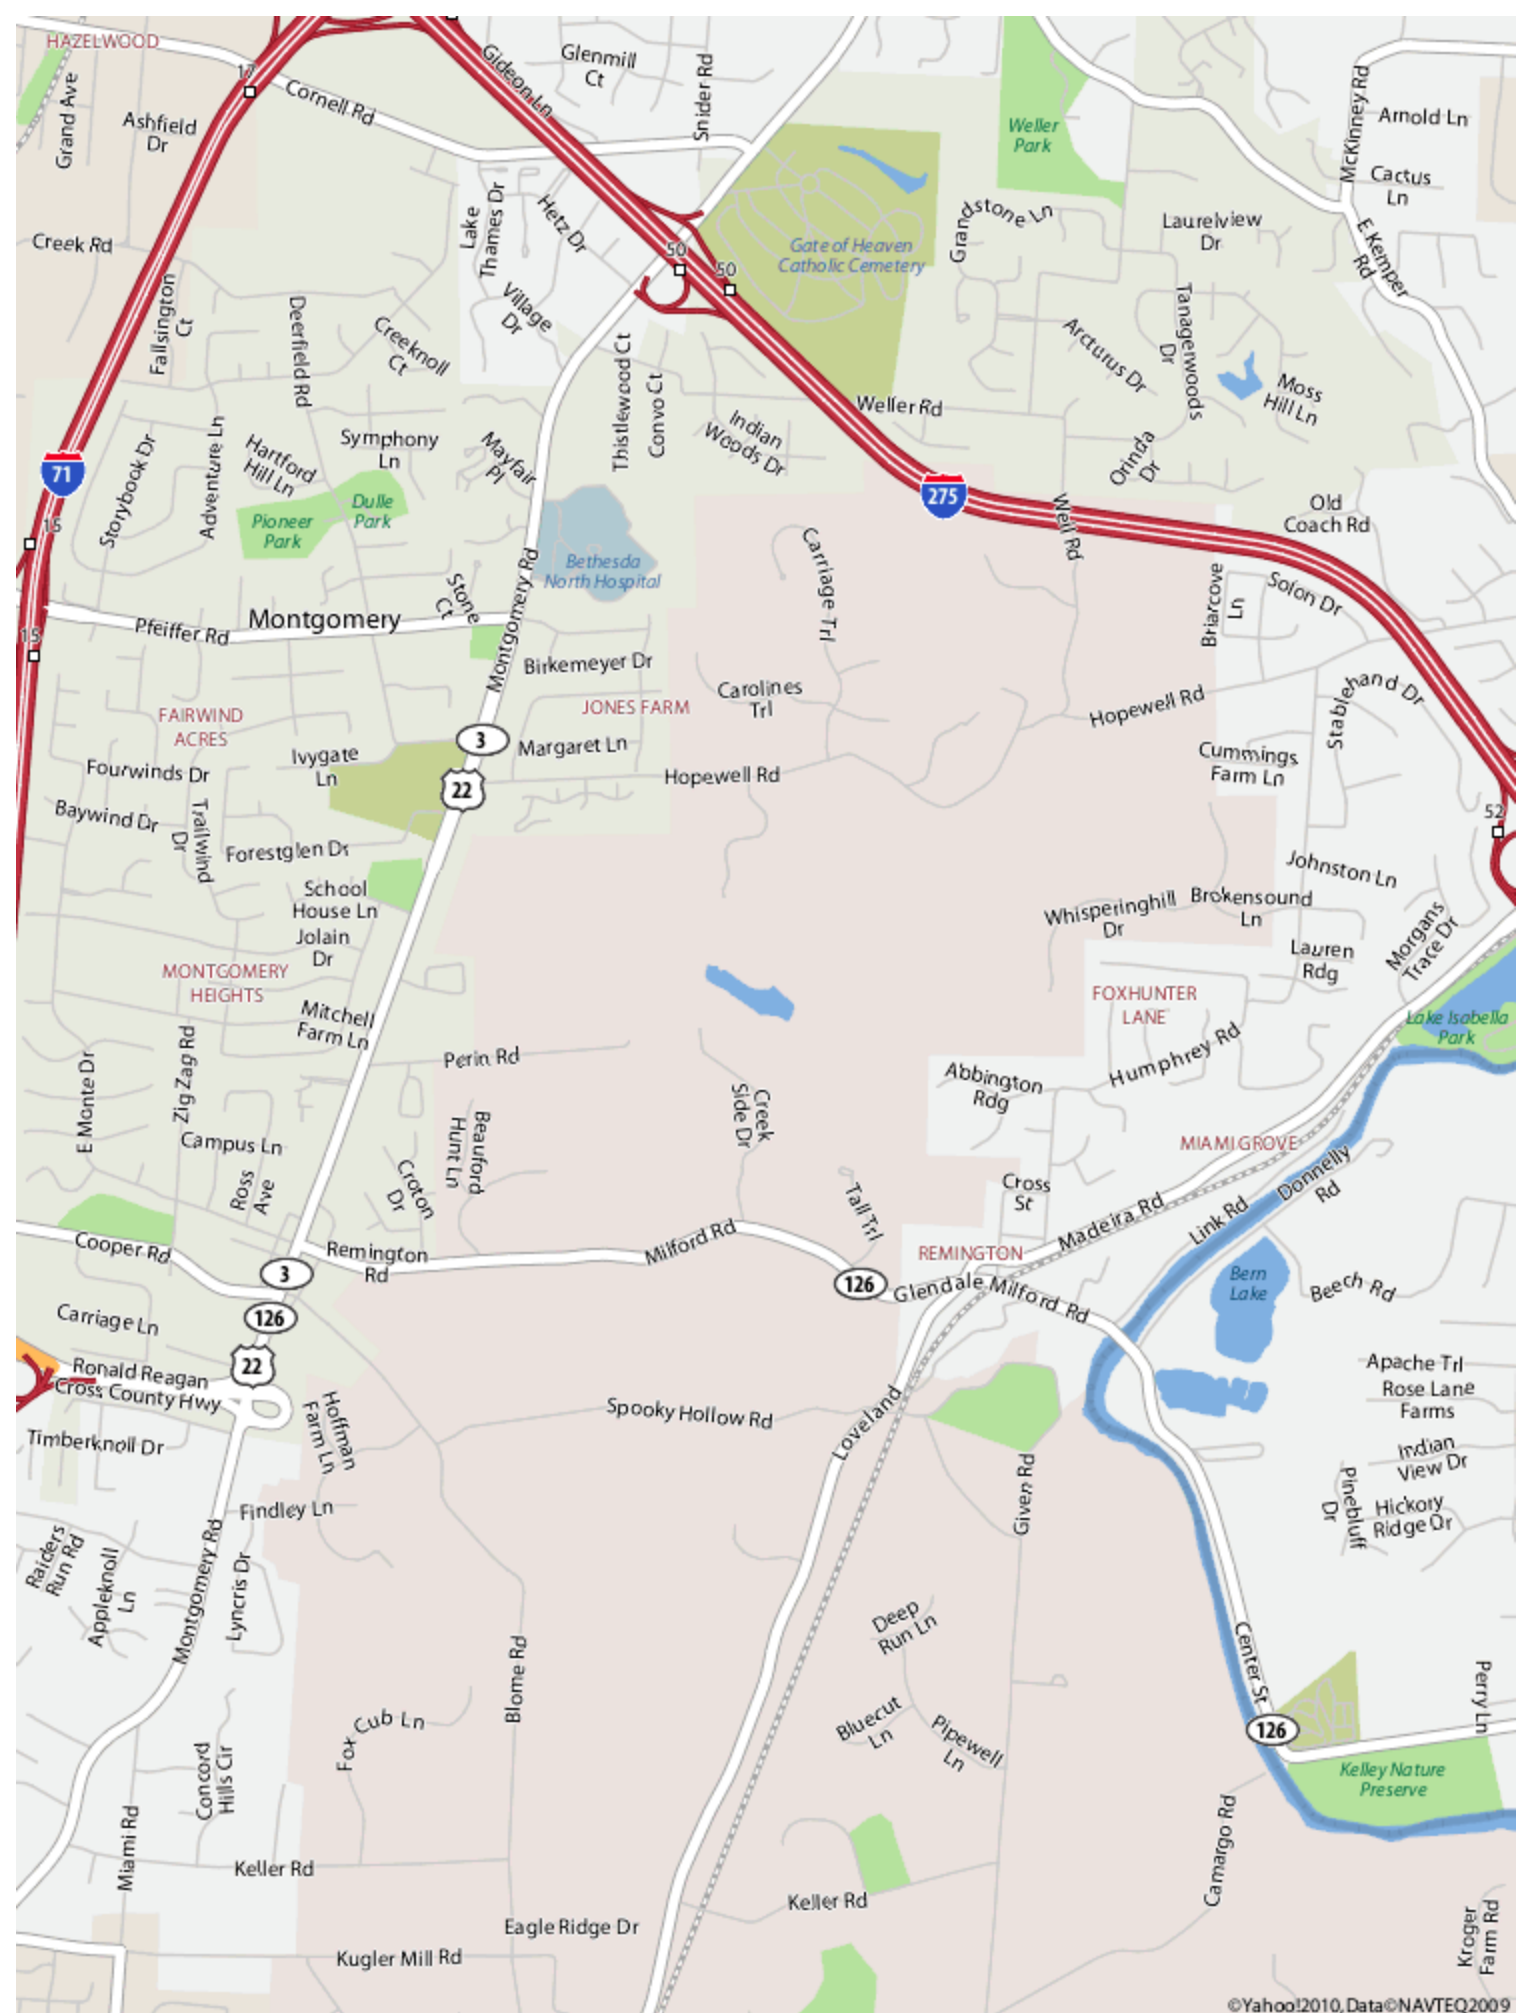 HAZELWOOD
17
Grand Ave
Ashfield
Dr
Cornell Rd
Gideon Ln
Glenmill
Ct
Snider Rd
Weller
Park
McKinney Rd
Arnold Ln
Cactus
Ln
Creek Rd
Lake
Thames Dr
Hetz Dr
50
50
Gate of Heaven
Catholic Cemetery
Grandstone Ln
Laurelview
Dr
E Kemper
Rd
Fallsington
Ct
Deerfield Rd
Creeknoll
Ct
Village
Dr
Thistlewood Ct
Convo Ct
Arcturus Dr
Tanagerwoods
Dr
Moss
Hill Ln
Weller Rd
Indian
Woods Dr
Orinda
Dr
Storybook Dr
Adventure Ln
Hartford
Hill Ln
Symphony
Ln
Mayfair
Pl
71
15
Dulle
Park
Pioneer
Park
275
Weil Rd
Old
Coach Rd
Bethesda
North Hospital
Carriage Trl
Briarcove
Ln
Solon Dr
Stone
Ct
Montgomery Rd
Montgomery
Pfeiffer Rd
15
Birkemeyer Dr
Carolines
Trl
JONES FARM
Hopewell Rd
Stablehand Dr
FAIRWIND
ACRES
3
Margaret Ln
Hopewell Rd
Cummings
Farm Ln
Ivygate
Ln
Fourwinds Dr
22
Baywind Dr
Trailwind
Dr
Forestglen Dr
52
Johnston Ln
School
House Ln
Whisperinghill
Dr
Brokensound
Ln
Jolain
Dr
Lauren
Rdg
Morgans
Trace Dr
MONTGOMERY
HEIGHTS
FOXHUNTER
LANE
Lake Isabella
Park
Mitchell
Farm Ln
Perin Rd
Humphrey Rd
E Monte Dr
Zig Zag Rd
Abbington
Rdg
Creek
Side Dr
Beauford
Hunt Ln
Campus Ln
MIAMI GROVE
Ross
Ave
Croton
Dr
Tall Trl
Cross
St
Donnelly
Rd
Link Rd
Madeira Rd
Cooper Rd
Remington
Rd
Milford Rd
REMINGTON
3
126
Glendale Milford Rd
Bern
Lake
Beech Rd
126
Carriage Ln
22
Ronald Reagan
Cross County Hwy
Apache Trl
Rose Lane
Farms
Hoffman
Farm Ln
Spooky Hollow Rd
Loveland
Timberknoll Dr
Indian
View Dr
Given Rd
Pinebluff
Dr
Hickory
Ridge Dr
Findley Ln
Raiders
Run Rd
Appleknoll
Ln
Montgomery Rd
Lyncris Dr
Deep
Run Ln
Blome Rd
Center St
Perry Ln
Fox Cub Ln
Bluecut
Ln
Pipewell
Ln
126
Concord
Hills Cir
Kelley Nature
Preserve
Miami Rd
Camargo Rd
Keller Rd
Keller Rd
Eagle Ridge Dr
Kugler Mill Rd
Kroger
Farm Rd
©Yahoo!2010, Data©NAVTEQ2009